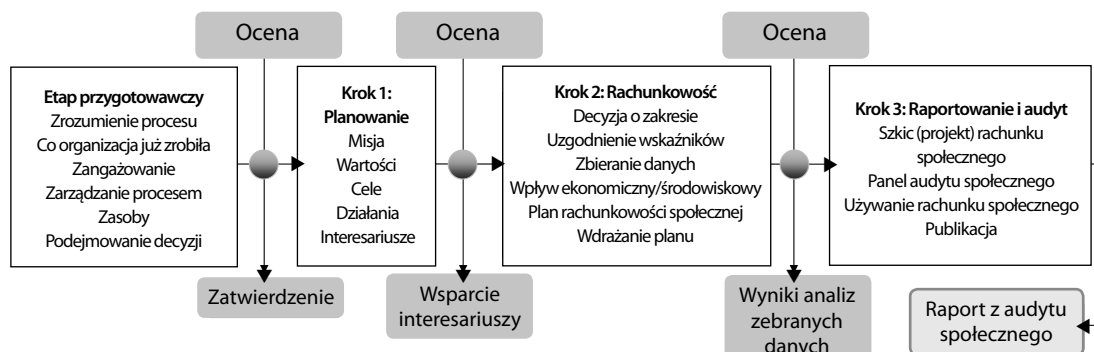 Ocena
Ocena
Ocena
Etap przygotowawczy
Zrozumienie procesu
Co organizacja już zrobiła
Zangażowanie
Zarządzanie procesem
Zasoby
Podejmowanie decyzji
Krok 1:
Planowanie
Misja
Wartości
Cele
Działania
Interesariusze
Krok 2: Rachunkowość
Decyzja o zakresie
Uzgodnienie wskaźników
Zbieranie danych
Wpływ ekonomiczny/środowiskowy
Plan rachunkowości społecznej
Wdrażanie planu
Krok 3: Raportowanie i audyt
Szkic (projekt) rachunku
społecznego
Panel audytu społecznego
Używanie rachunku społecznego
Publikacja
Zatwierdzenie
Wsparcie
interesariuszy
Wyniki analiz
zebranych
danych
Raport z audytu
społecznego